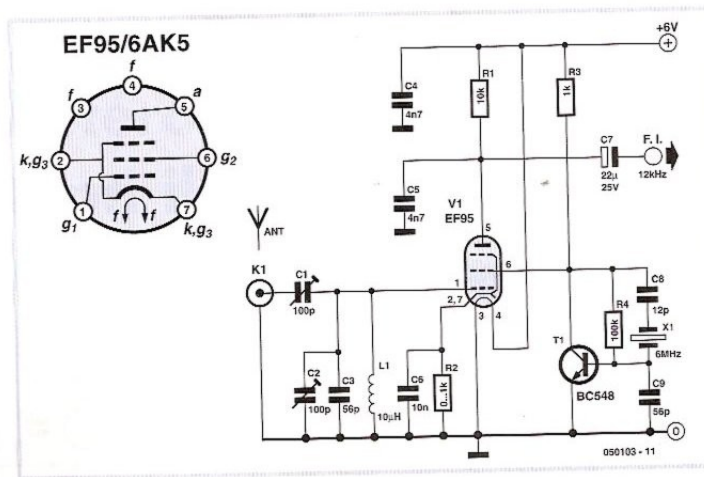 EF95/6AK5
f
4
f
3
5
a
k,g3
2
6
g2
g1
1
f
f
7
k,g3
+6V
C4
4n7
R1
10k
R3
1k
C7
22µ
25V
F. I.
12kHz
C5
4n7
V1
EF95
5
ANT
K1
C1
100p
1
6
2,7
3
4
C8
12p
R4
100k
X1
6MHz
T1
BC548
C2
100p
C3
56p
L1
10µH
C6
10n
R2
0...1k
C9
56p
0
050103 - 11